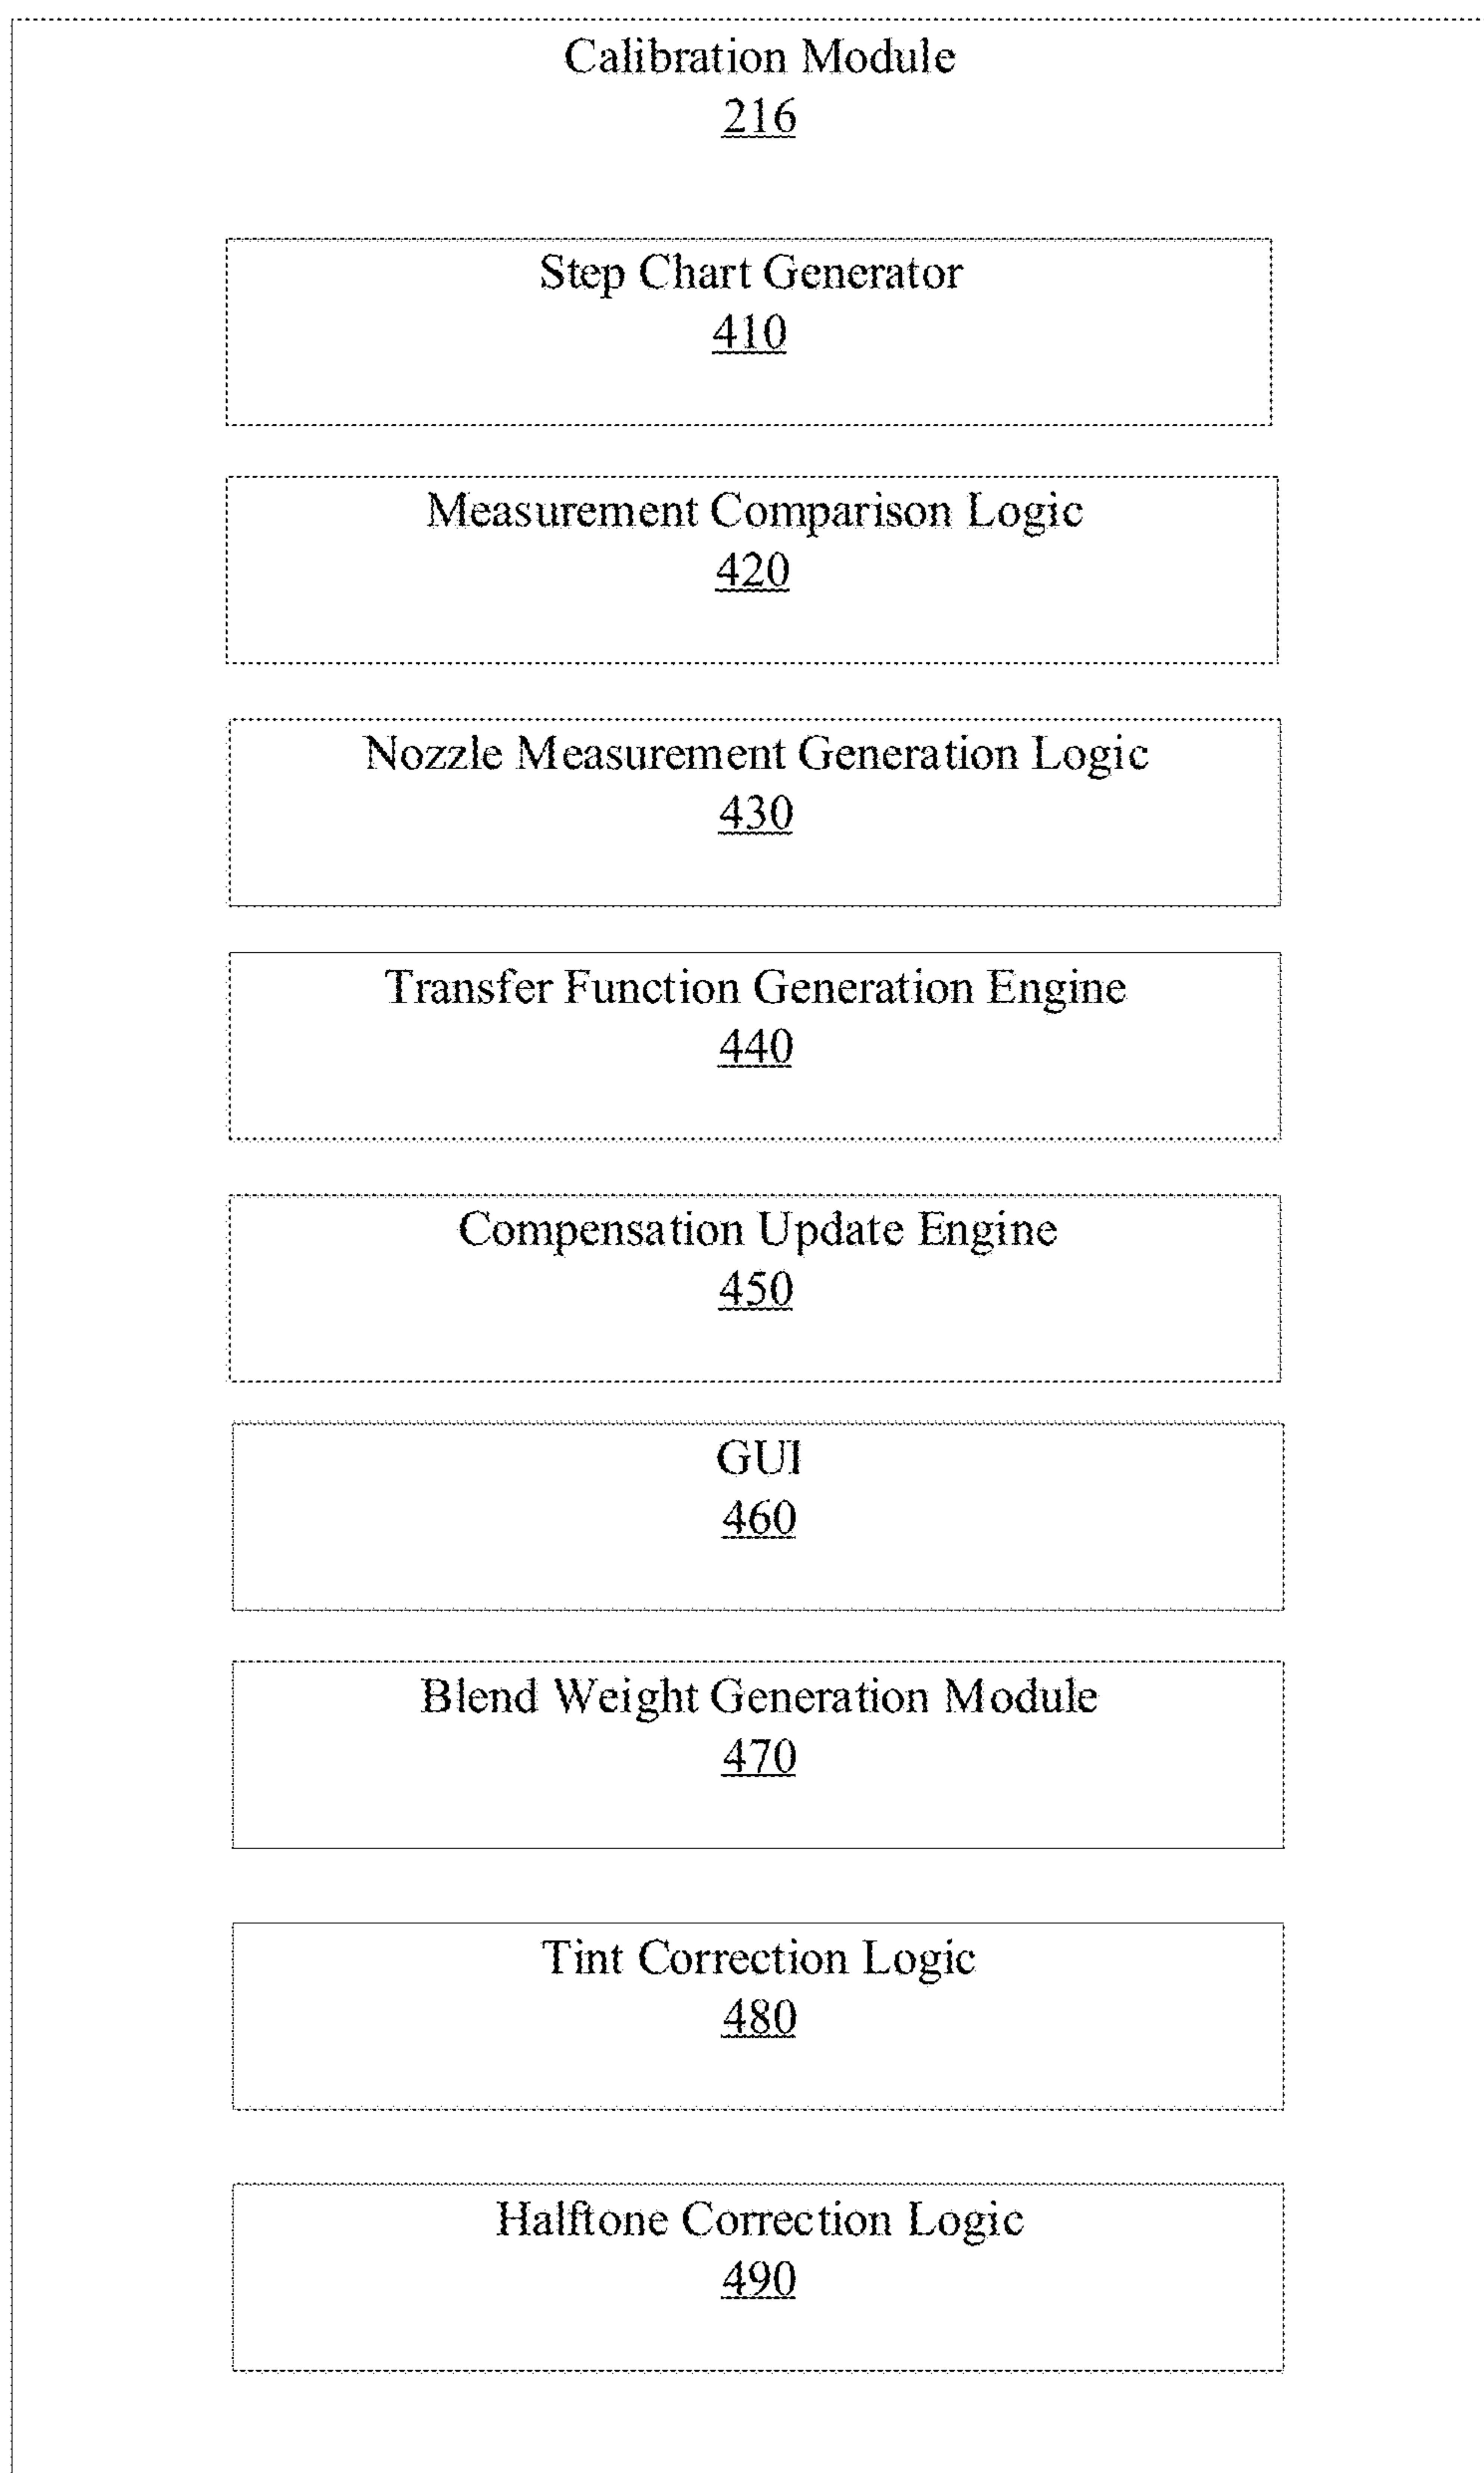 Calibration Module
216
Step Chart Generator
410
Measurement Comparison Logic
420
Nozzle Measurement Generation Logic
430
Transfer Function Generation Engine
440
Compensation Update Engine
450
GUI
460
Blend Weight Generation Module
470
Tint Correction Logic
480
Halftone Correction Logic
490